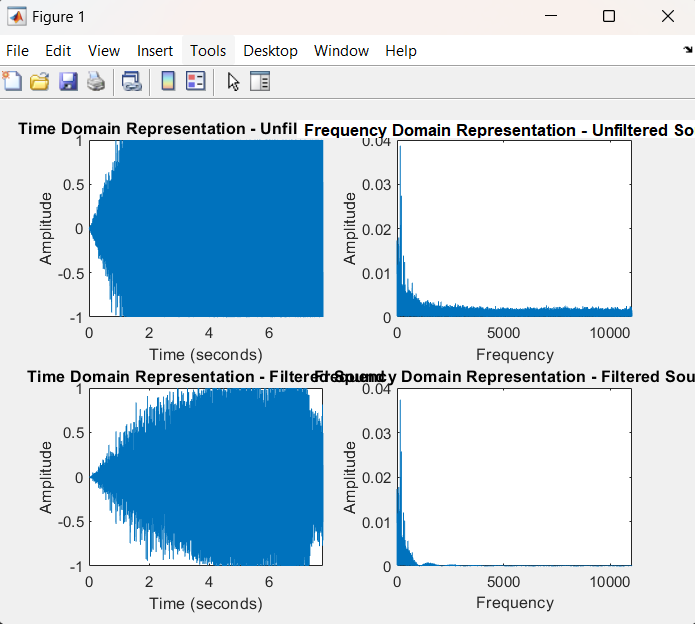 Figure 1
File Edit View Insert Tools Desktop Window Help
Time Domain Representation - Unfil
Frequency Domain Representation - Unfiltered So
1
0.5
0
-0.5
-1
Amplitude
0 2 4 6
Time (seconds)
0.04
0.03
0.02
0.01
0
Amplitude
0 5000 10000
Frequency
Time Domain Representation - Filtered Sound
Frequency Domain Representation - Filtered Sou
1
0.5
0
-0.5
-1
Amplitude
0 2 4 6
Time (seconds)
0.04
0.03
0.02
0.01
0
Amplitude
0 5000 10000
Frequency